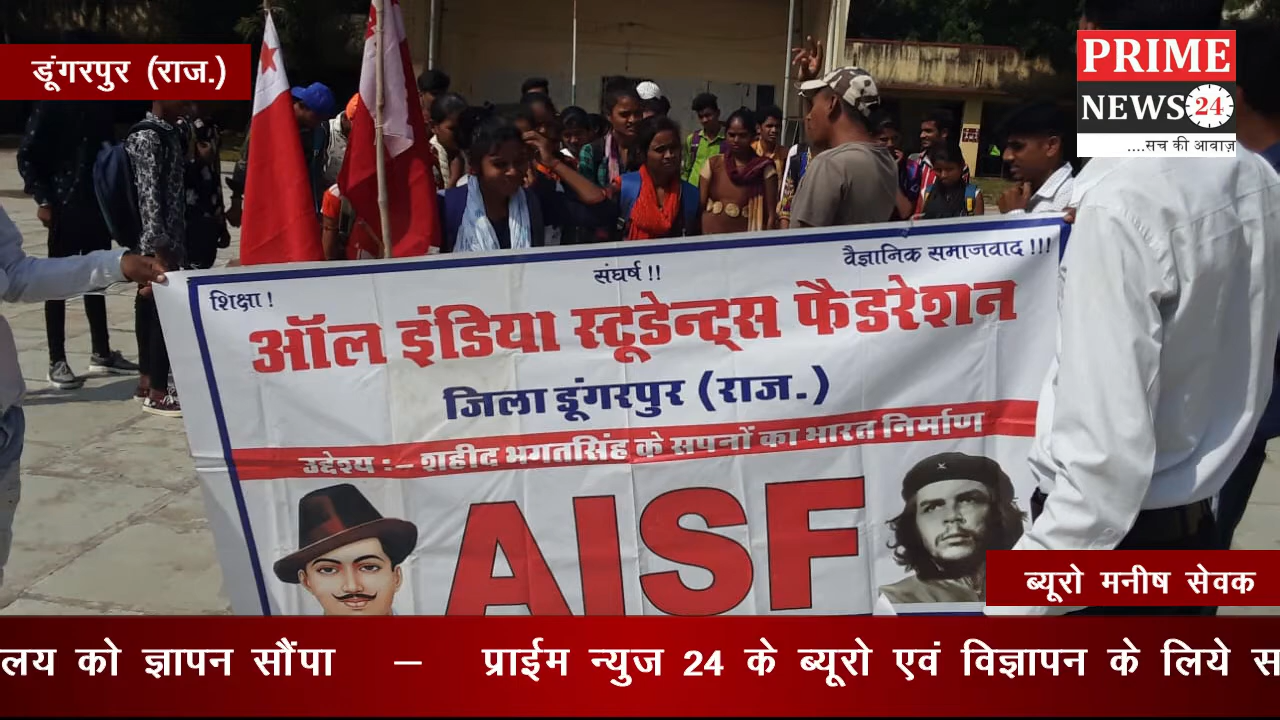 डूंगरपुर (राज.)
PRIME
NEWS 24
....सच की आवाज़
शिक्षा !
संघर्ष !!
वैज्ञानिक समाजवाद !!!
ऑल इंडिया स्टूडेन्ट्स फैडरेशन
जिला डूंगरपुर (राज.)
उद्देश्य :– शहीद भगतसिंह के सपनों का भारत निर्माण
AISF
ब्यूरो मनीष सेवक
लय को ज्ञापन सौंपा – प्राईम न्युज 24 के ब्यूरो एवं विज्ञापन के लिये स